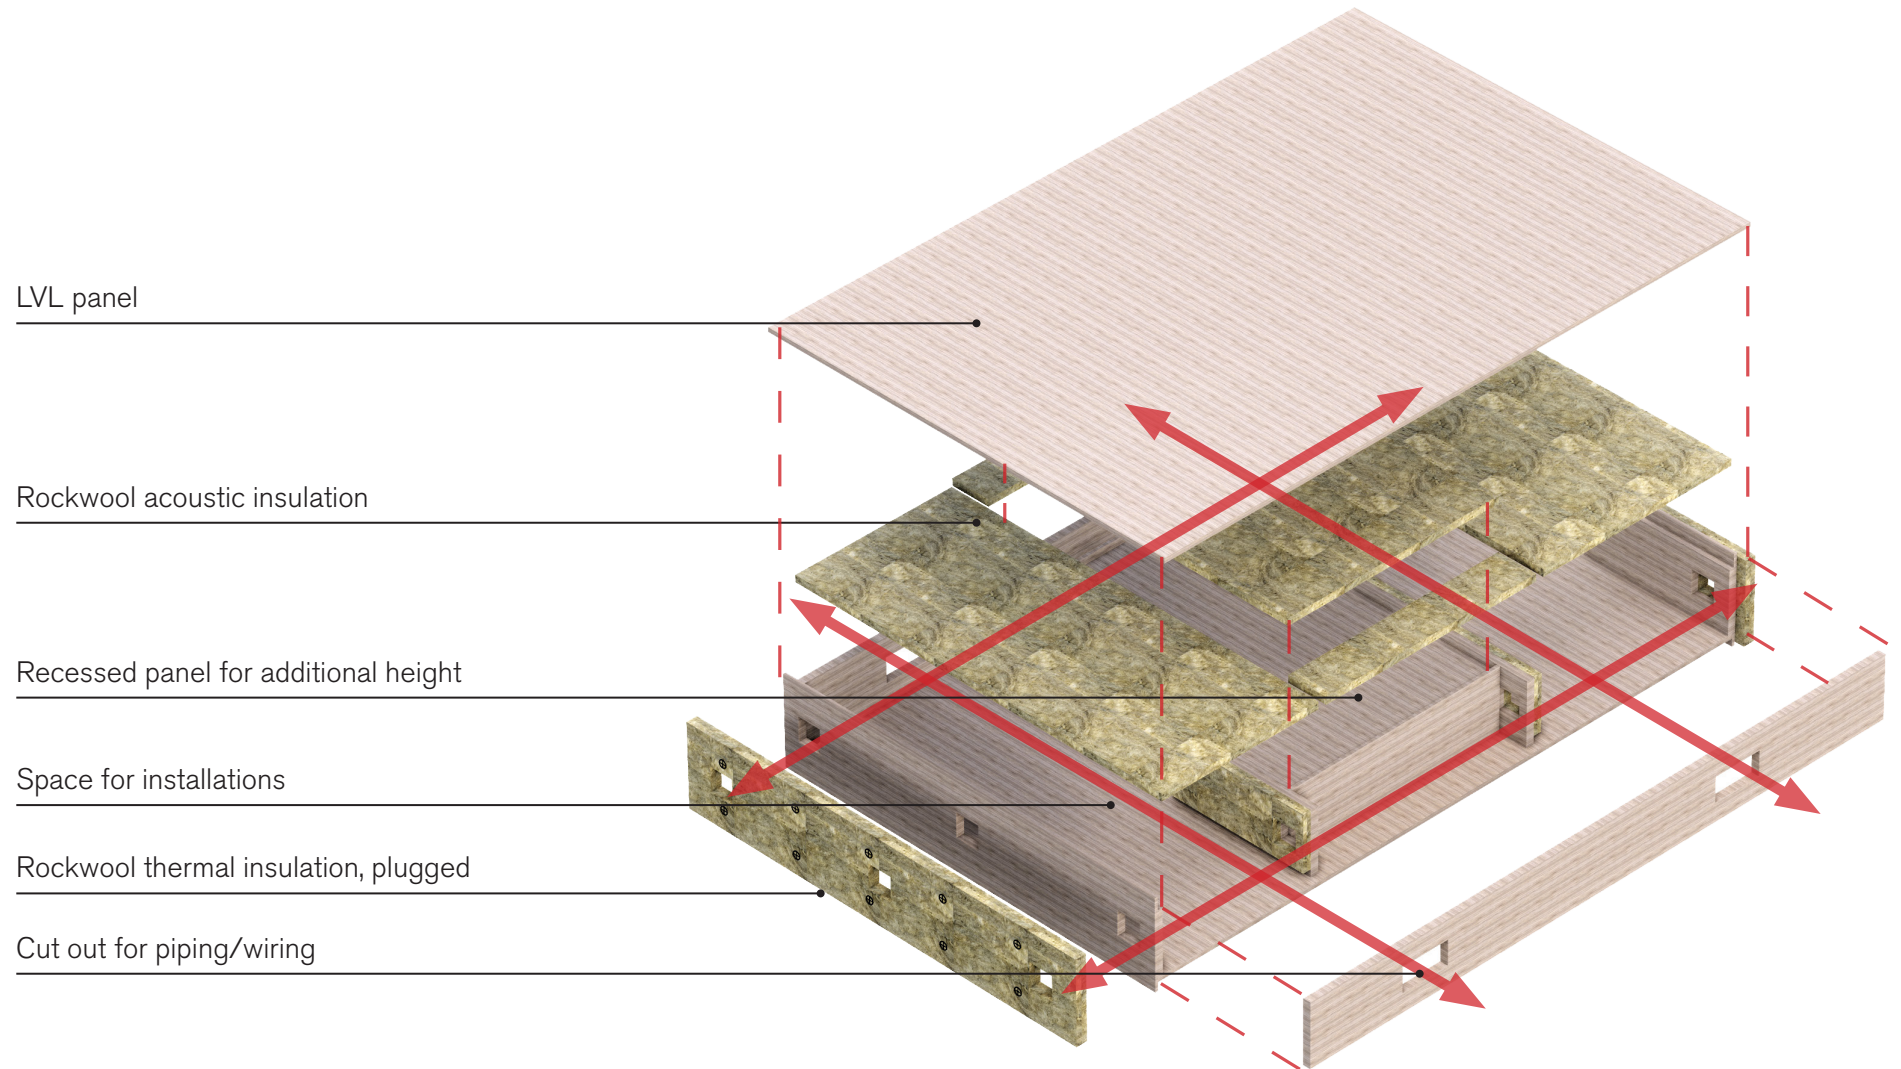 LVL panel
Rockwool acoustic insulation
Recessed panel for additional height
Space for installations
Rockwool thermal insulation, plugged
Cut out for piping/wiring